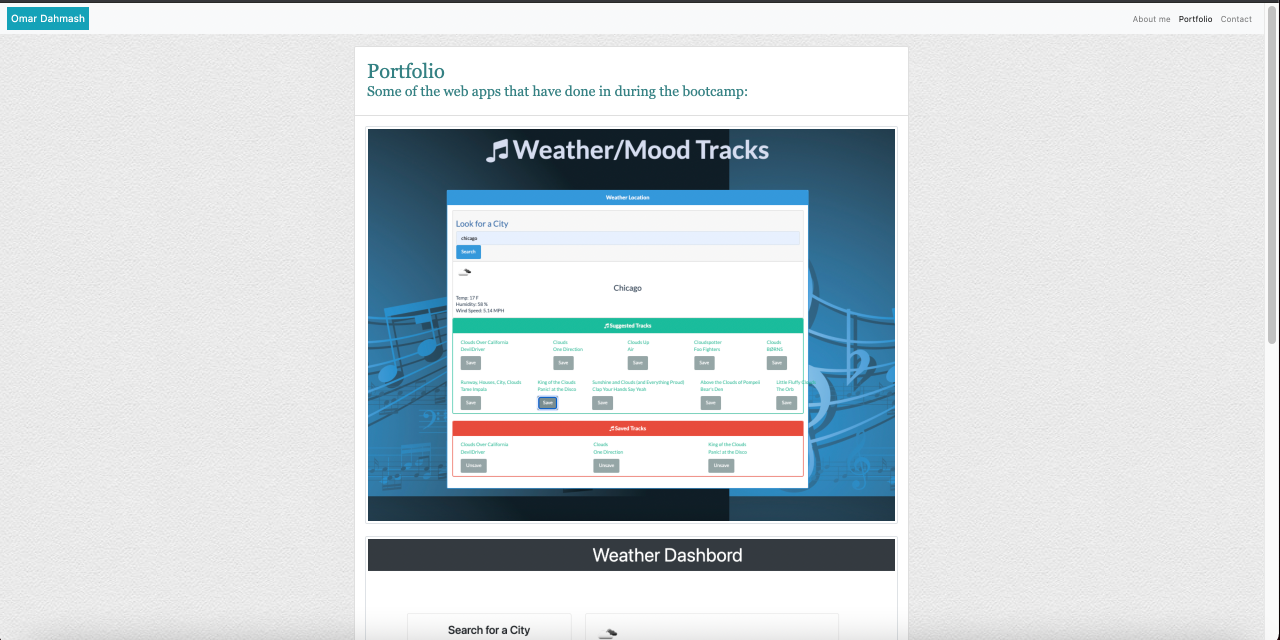 Omar Dahmash
About me Portfolio Contact
Portfolio
Some of the web apps that have done in during the bootcamp:
Weather/Mood Tracks
Weather Location
Look for a City
chicago
Search
Chicago
Temp: 17 F
Humidity: 58 %
Wind Speed: 5.14 MPH
Suggested Tracks
Clouds Over California Clouds Clouds Up Cloudspotter Clouds
DevilDriver One Direction Air Foo Fighters BØRNS
Save Save Save Save Save
Runway, Houses, City, Clouds King of the Clouds Sunshine and Clouds (and Everything Proud) Above the Clouds of Pompeii Little Fluffy Clouds
Tame Impala Panic! at the Disco Clap Your Hands Say Yeah Bear's Den The Orb
Save Save Save Save Save
Saved Tracks
Clouds Over California Clouds King of the Clouds
DevilDriver One Direction Panic! at the Disco
Unsave Unsave Unsave
Weather Dashbord
Search for a City